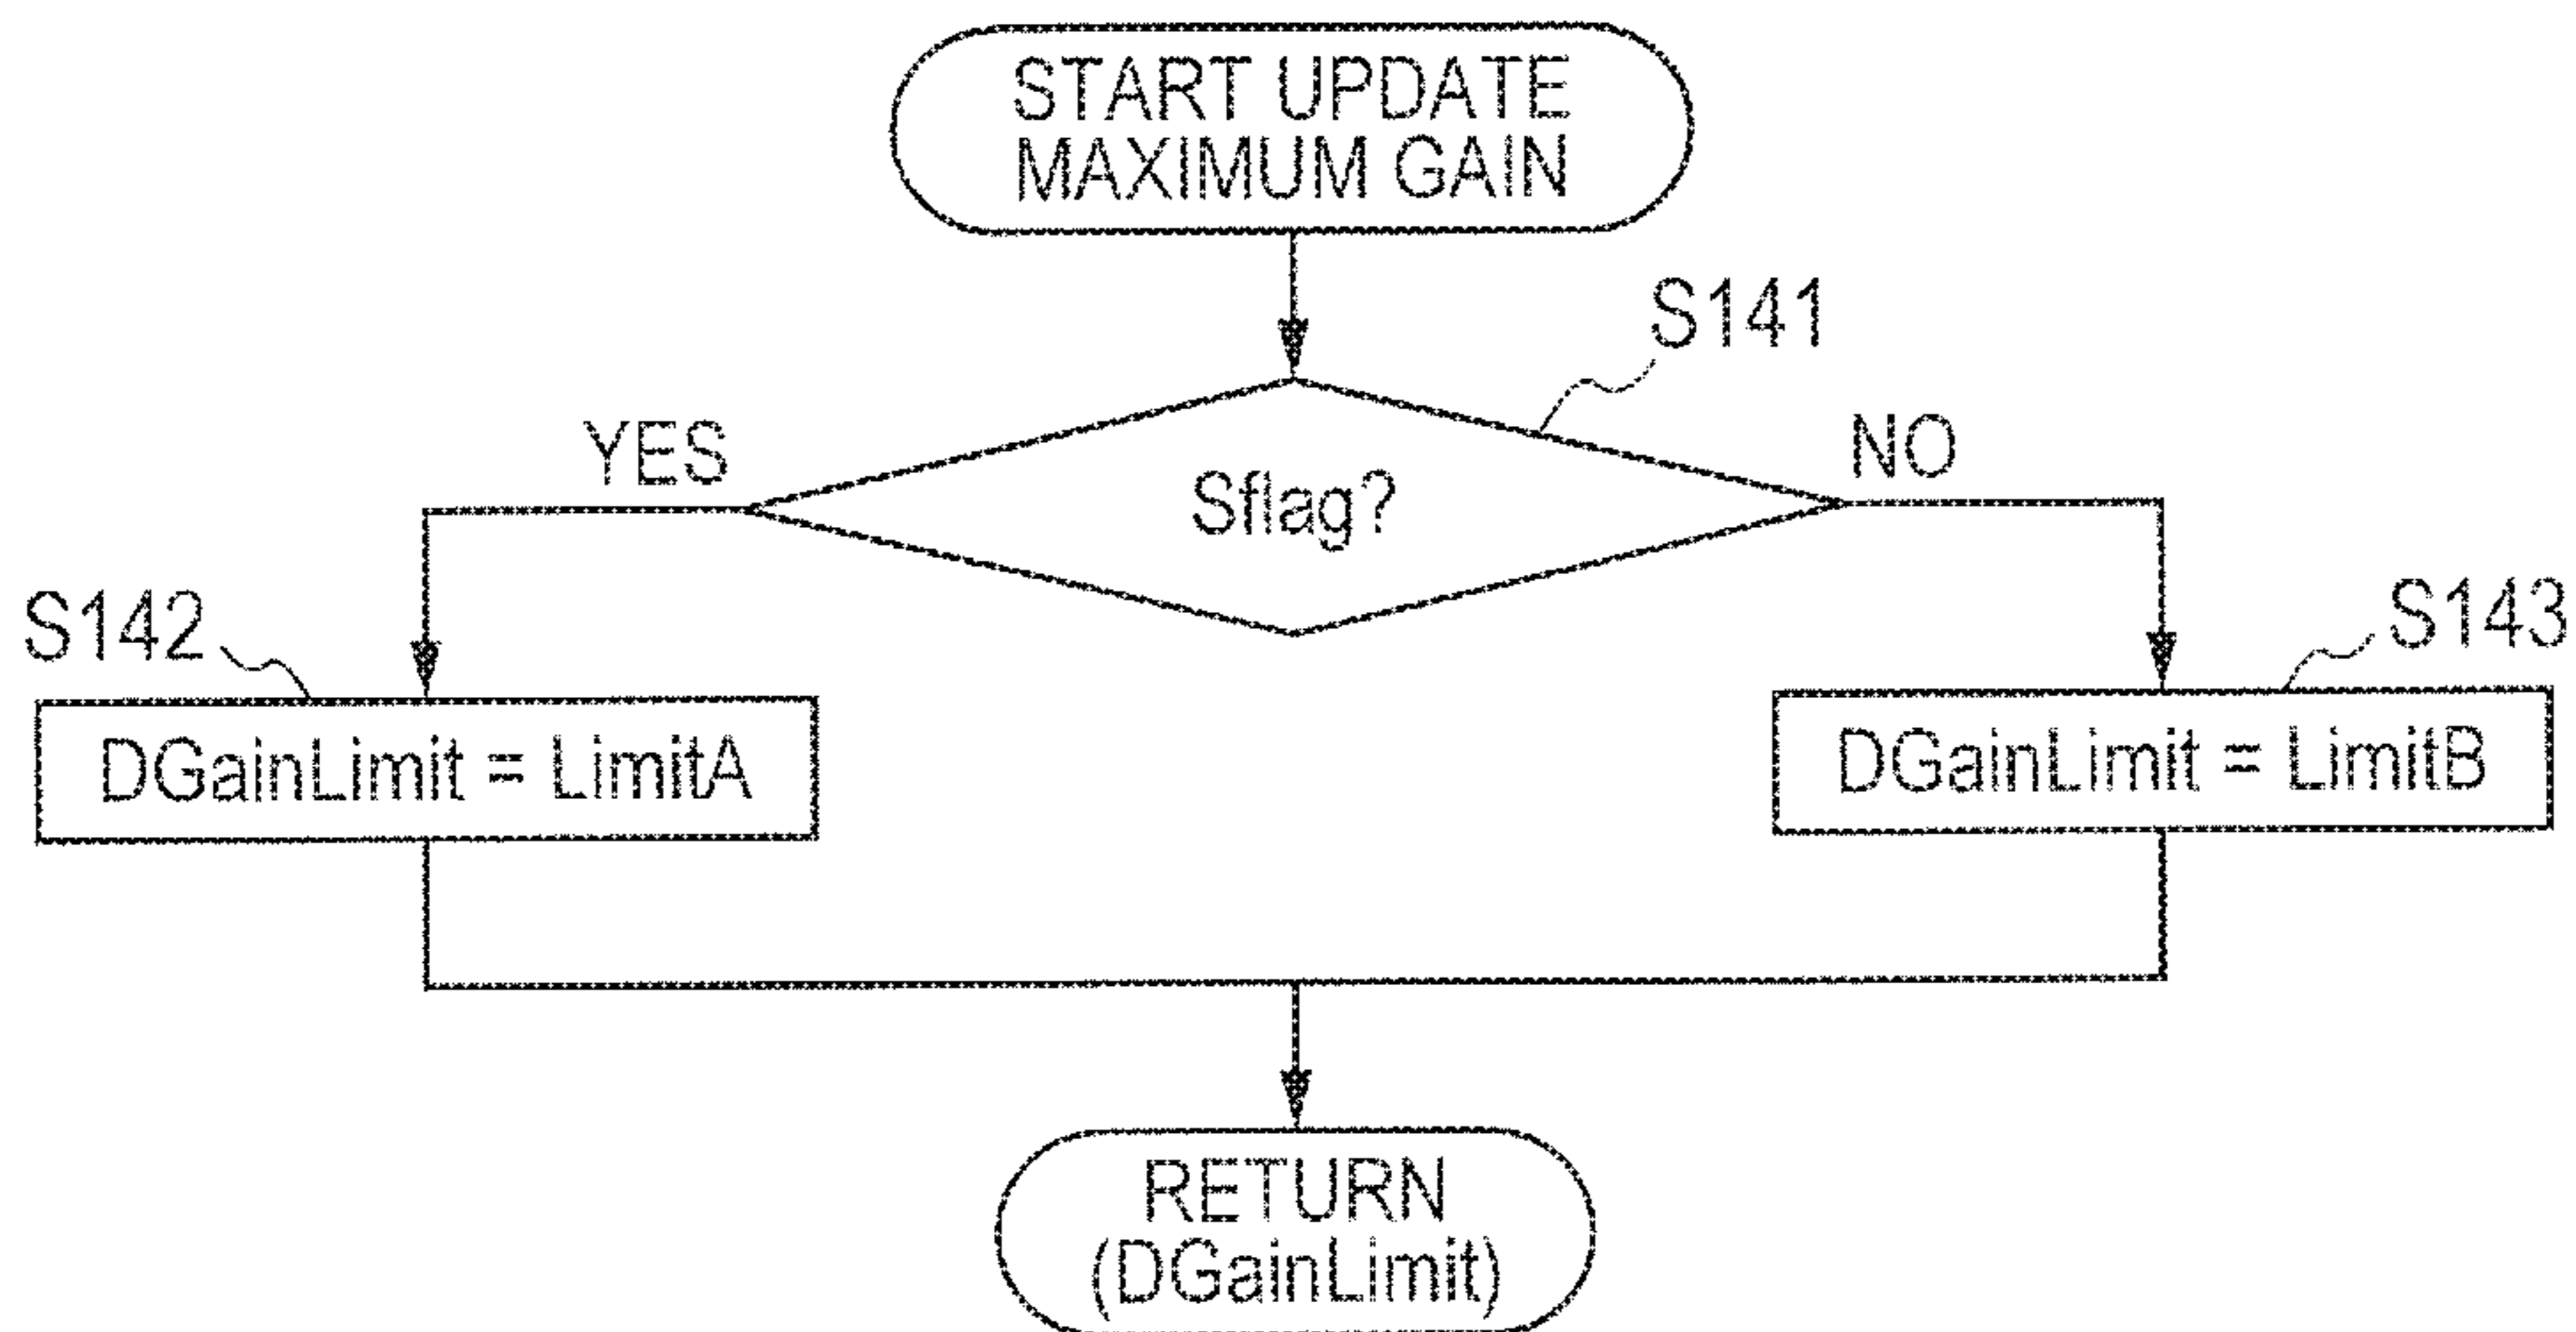 START UPDATE
MAXIMUM GAIN
S141
YES
NO
Sflag?
S142
S143
DGainLimit = LimitA
DGainLimit = LimitB
RETURN
(DGainLimit)